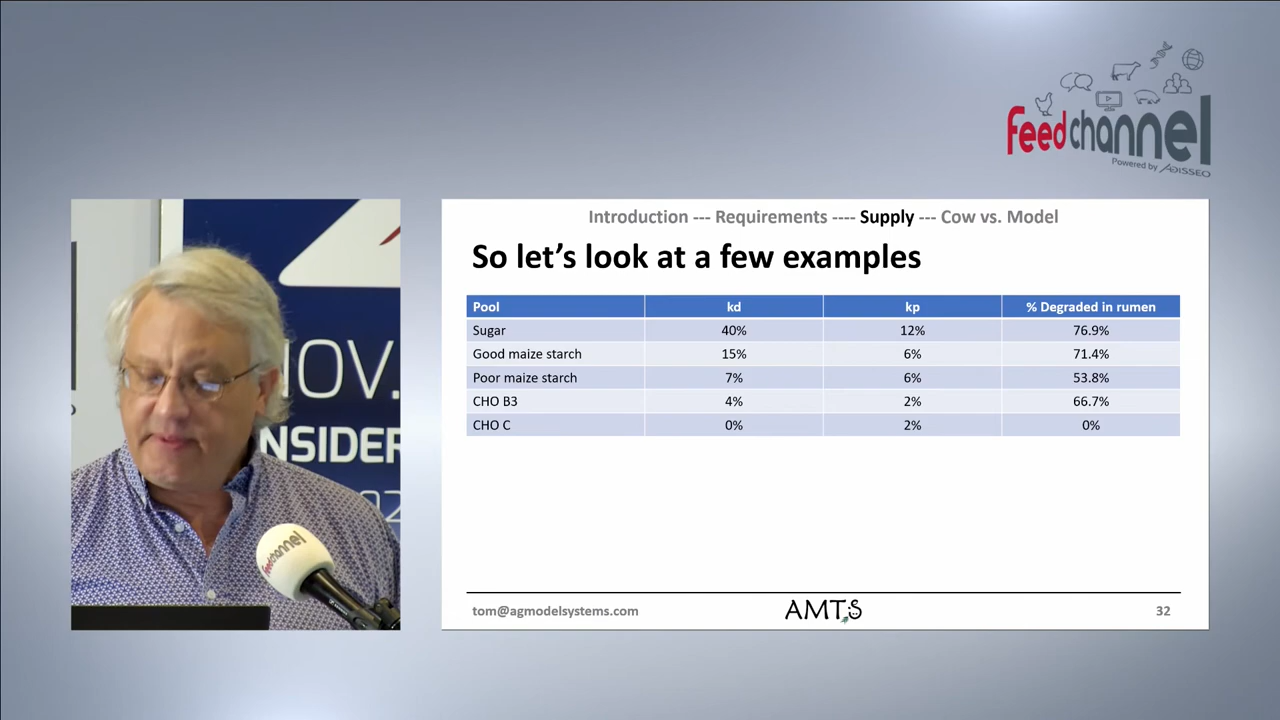 feedchannel
Powered by ADISSEO
Introduction --- Requirements ---- Supply --- Cow vs. Model
So let's look at a few examples
Pool kd kp % Degraded in rumen
Sugar 40% 12% 76.9%
Good maize starch 15% 6% 71.4%
Poor maize starch 7% 6% 53.8%
CHO B3 4% 2% 66.7%
CHO C 0% 2% 0%
tom@agmodelsystems.com AMTS 32
NOV.
NSIDER
feedchannel